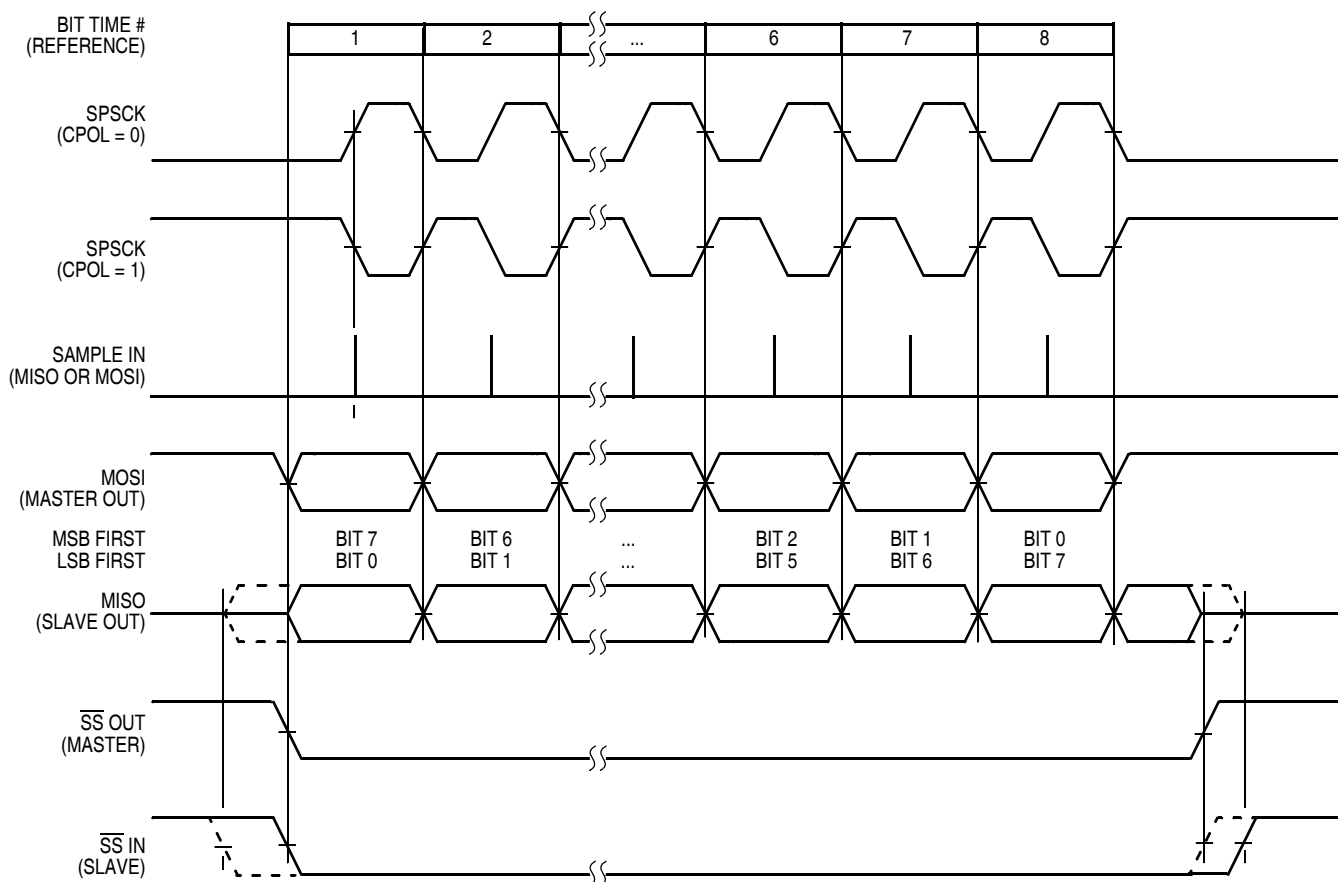 BIT TIME #
(REFERENCE)
1 2 ... 6 7 8
SPSCK
(CPOL = 0)
SPSCK
(CPOL = 1)
SAMPLE IN
(MISO OR MOSI)
MOSI
(MASTER OUT)
MSB FIRST BIT 7 BIT 6 ... BIT 2 BIT 1 BIT 0
LSB FIRST BIT 0 BIT 1 ... BIT 5 BIT 6 BIT 7
MISO
(SLAVE OUT)
S̅S̅ OUT
(MASTER)
S̅S̅ IN
(SLAVE)